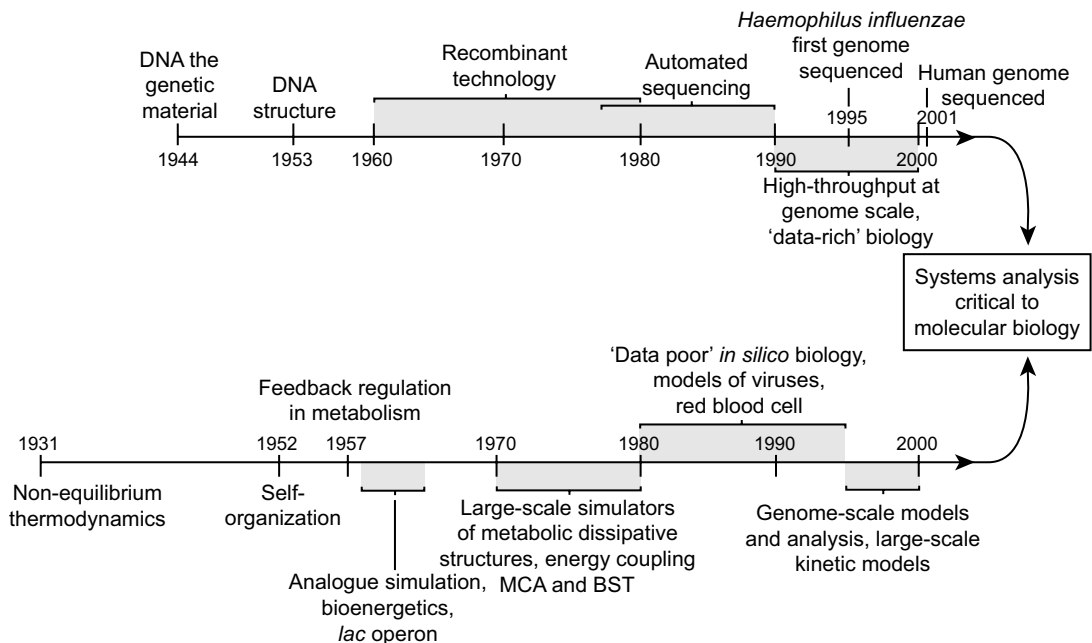 DNA the
genetic
material
DNA
structure
Recombinant
technology
Automated
sequencing
Haemophilus influenzae
first genome
sequenced
Human genome
sequenced
1995
2001
1944
1953
1960
1970
1980
1990
2000
High-throughput at
genome scale,
‘data-rich’ biology
Systems analysis
critical to
molecular biology
‘Data poor’ in silico biology,
models of viruses,
red blood cell
Feedback regulation
in metabolism
1931
1952
1957
1970
1980
1990
2000
Non-equilibrium
thermodynamics
Self-
organization
Large-scale simulators
of metabolic dissipative
structures, energy coupling
MCA and BST
Genome-scale models
and analysis, large-scale
kinetic models
Analogue simulation,
bioenergetics,
lac operon